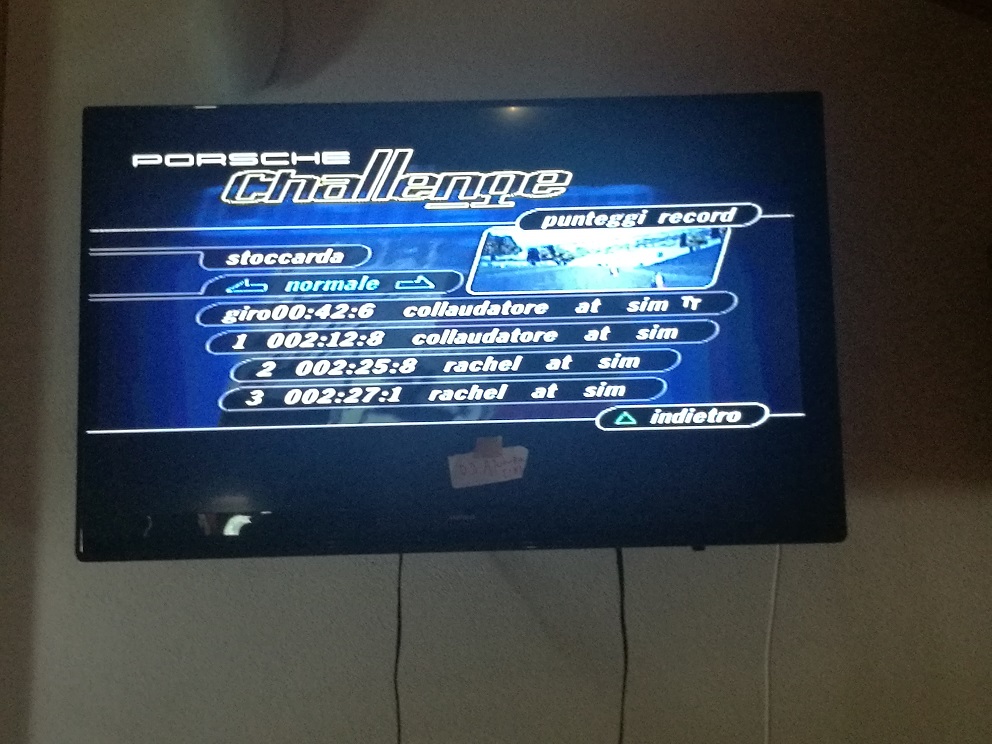 PORSCHE
Challenge
punteggi record
stoccarda
normale
giro00:42:6 collaudatore at sim Tr
1 002:12:8 collaudatore at sim
2 002:25:8 rachel at sim
3 002:27:1 rachel at sim
indietro